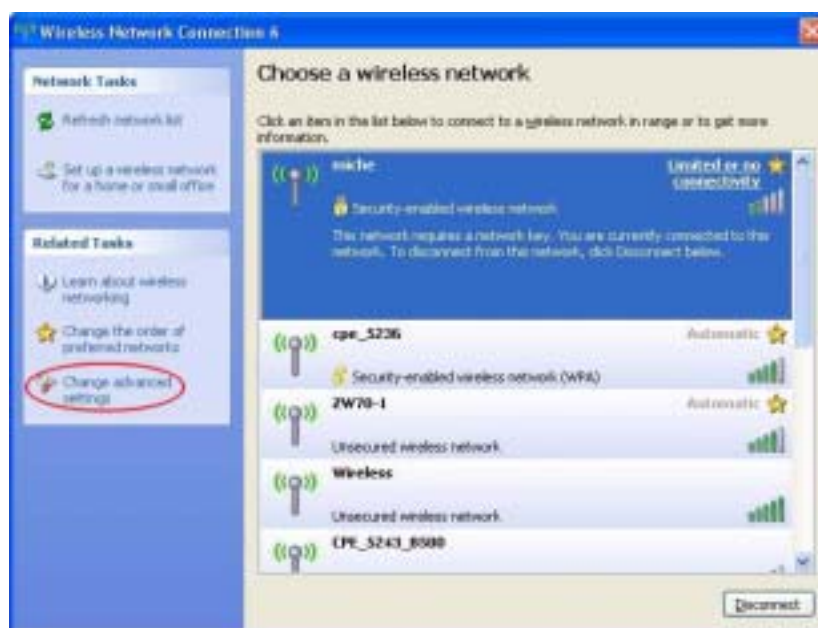 Wireless Network Connection 6
Network Tasks
Refresh network list
Set up a wireless network
for a home or small office
Related Tasks
Learn about wireless
networking
Change the order of
preferred networks
Change advanced
settings
Choose a wireless network
Click an item in the list below to connect to a wireless network in range or to get more
information.
miche
Limited or no
connectivity
Security-enabled wireless network
This network requires a network key. You are currently connected to this
network. To disconnect from this network, click Disconnect below.
cpe_5236
Automatic
Security-enabled wireless network (WPA)
ZW70-1
Automatic
Unsecured wireless network
Wireless
Unsecured wireless network
CPE_5243_8500
Disconnect